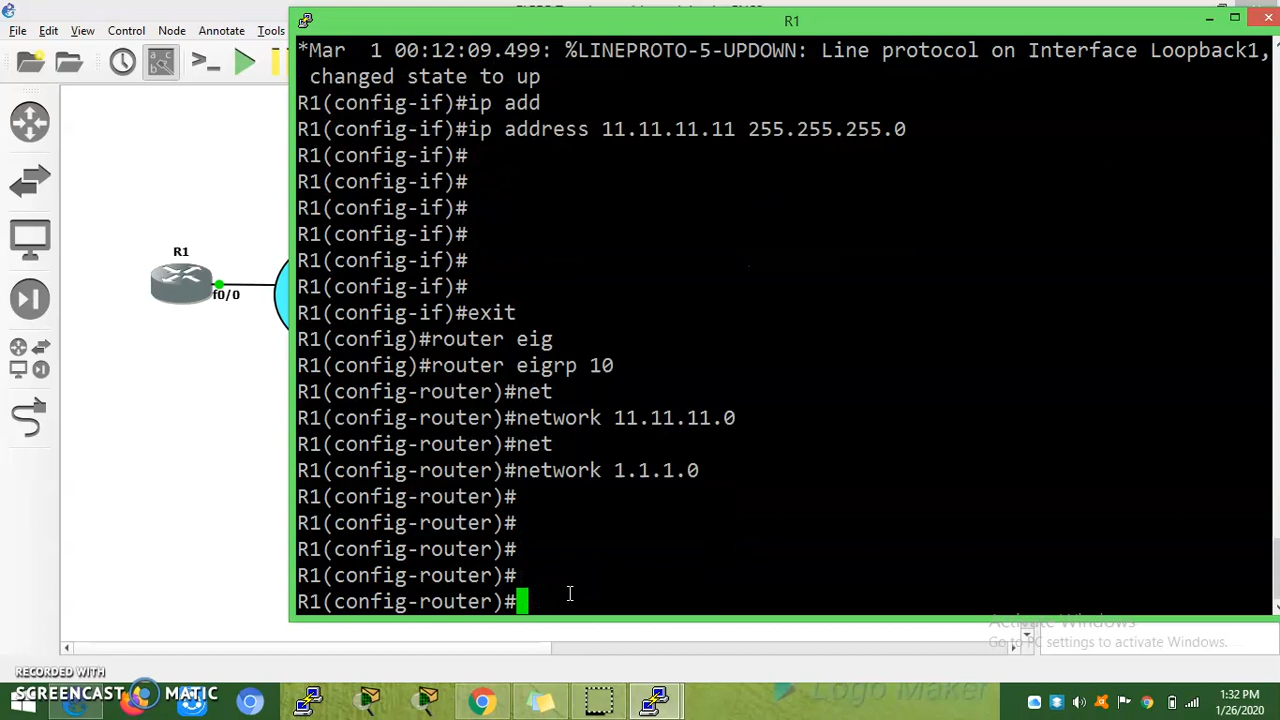 R1
File Edit View Control Node Annotate Tools
*Mar  1 00:12:09.499: %LINEPROTO-5-UPDOWN: Line protocol on Interface Loopback1,
changed state to up
R1(config-if)#ip add
R1(config-if)#ip address 11.11.11.11 255.255.255.0
R1(config-if)#
R1(config-if)#
R1(config-if)#
R1(config-if)#
R1(config-if)#
R1(config-if)#
R1(config-if)#exit
R1(config)#router eig
R1(config)#router eigrp 10
R1(config-router)#net
R1(config-router)#network 11.11.11.0
R1(config-router)#net
R1(config-router)#network 1.1.1.0
R1(config-router)#
R1(config-router)#
R1(config-router)#
R1(config-router)#
R1(config-router)#
R1
f0/0
Activate Windows
Go to PC settings to activate Windows.
RECORDED WITH
SCREENCAST MATIC
Logo Maker
1:32 PM
1/26/2020